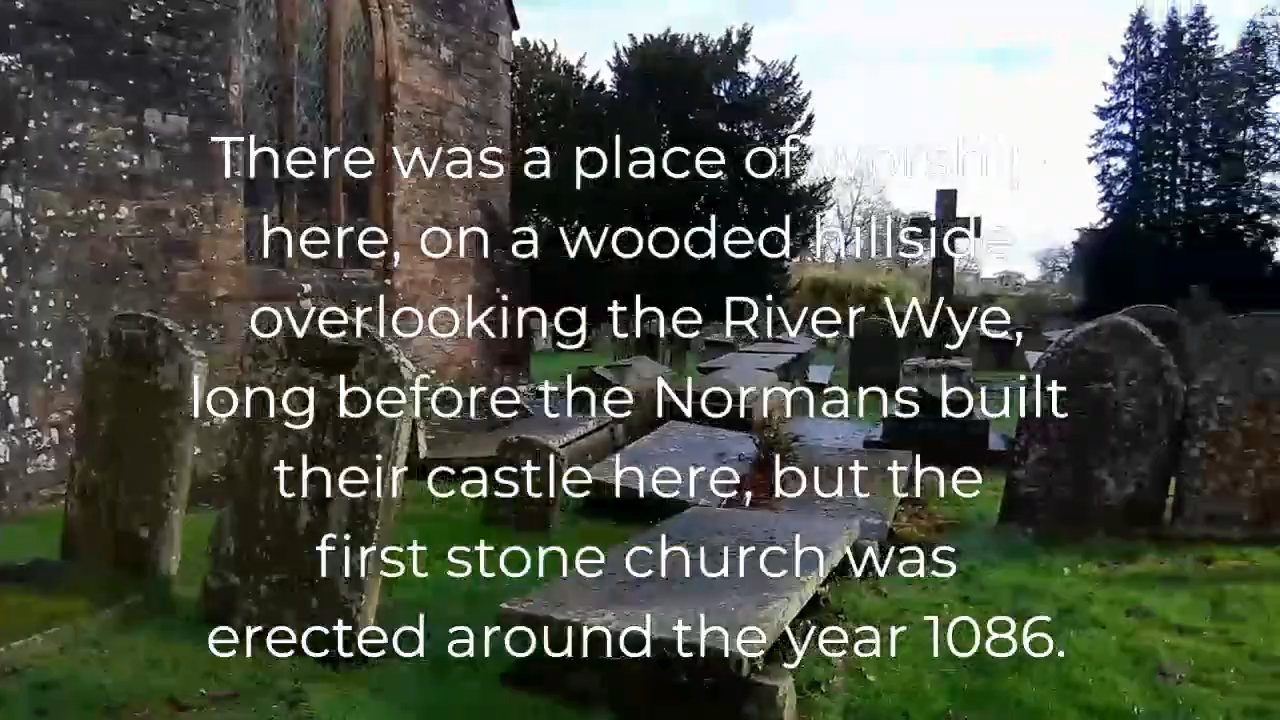 There was a place of worship
here, on a wooded hillside
overlooking the River Wye,
long before the Normans built
their castle here, but the
first stone church was
erected around the year 1086.